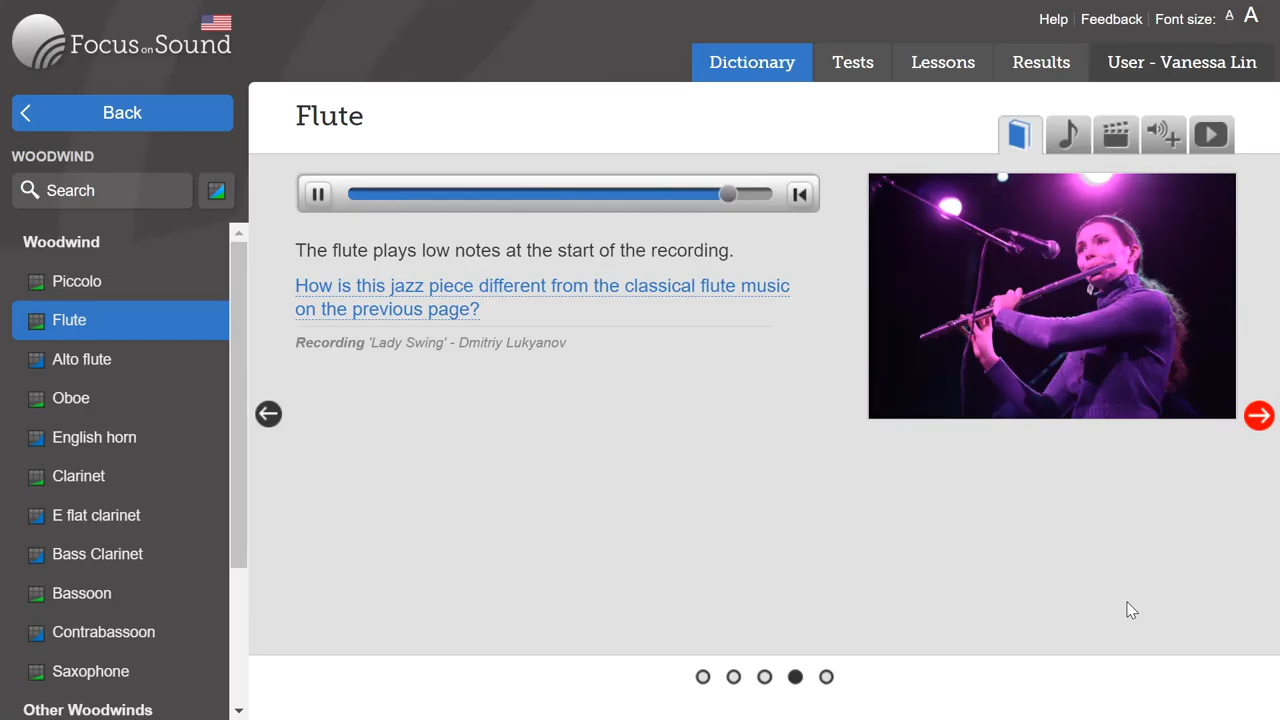 Focus on Sound
Help
Feedback
Font size: A A
Dictionary
Tests
Lessons
Results
User - Vanessa Lin
Back
WOODWIND
Search
Woodwind
Piccolo
Flute
Alto flute
Oboe
English horn
Clarinet
E flat clarinet
Bass Clarinet
Bassoon
Contrabassoon
Saxophone
Other Woodwinds
Flute
The flute plays low notes at the start of the recording.
How is this jazz piece different from the classical flute music
on the previous page?
Recording 'Lady Swing' - Dmitriy Lukyanov